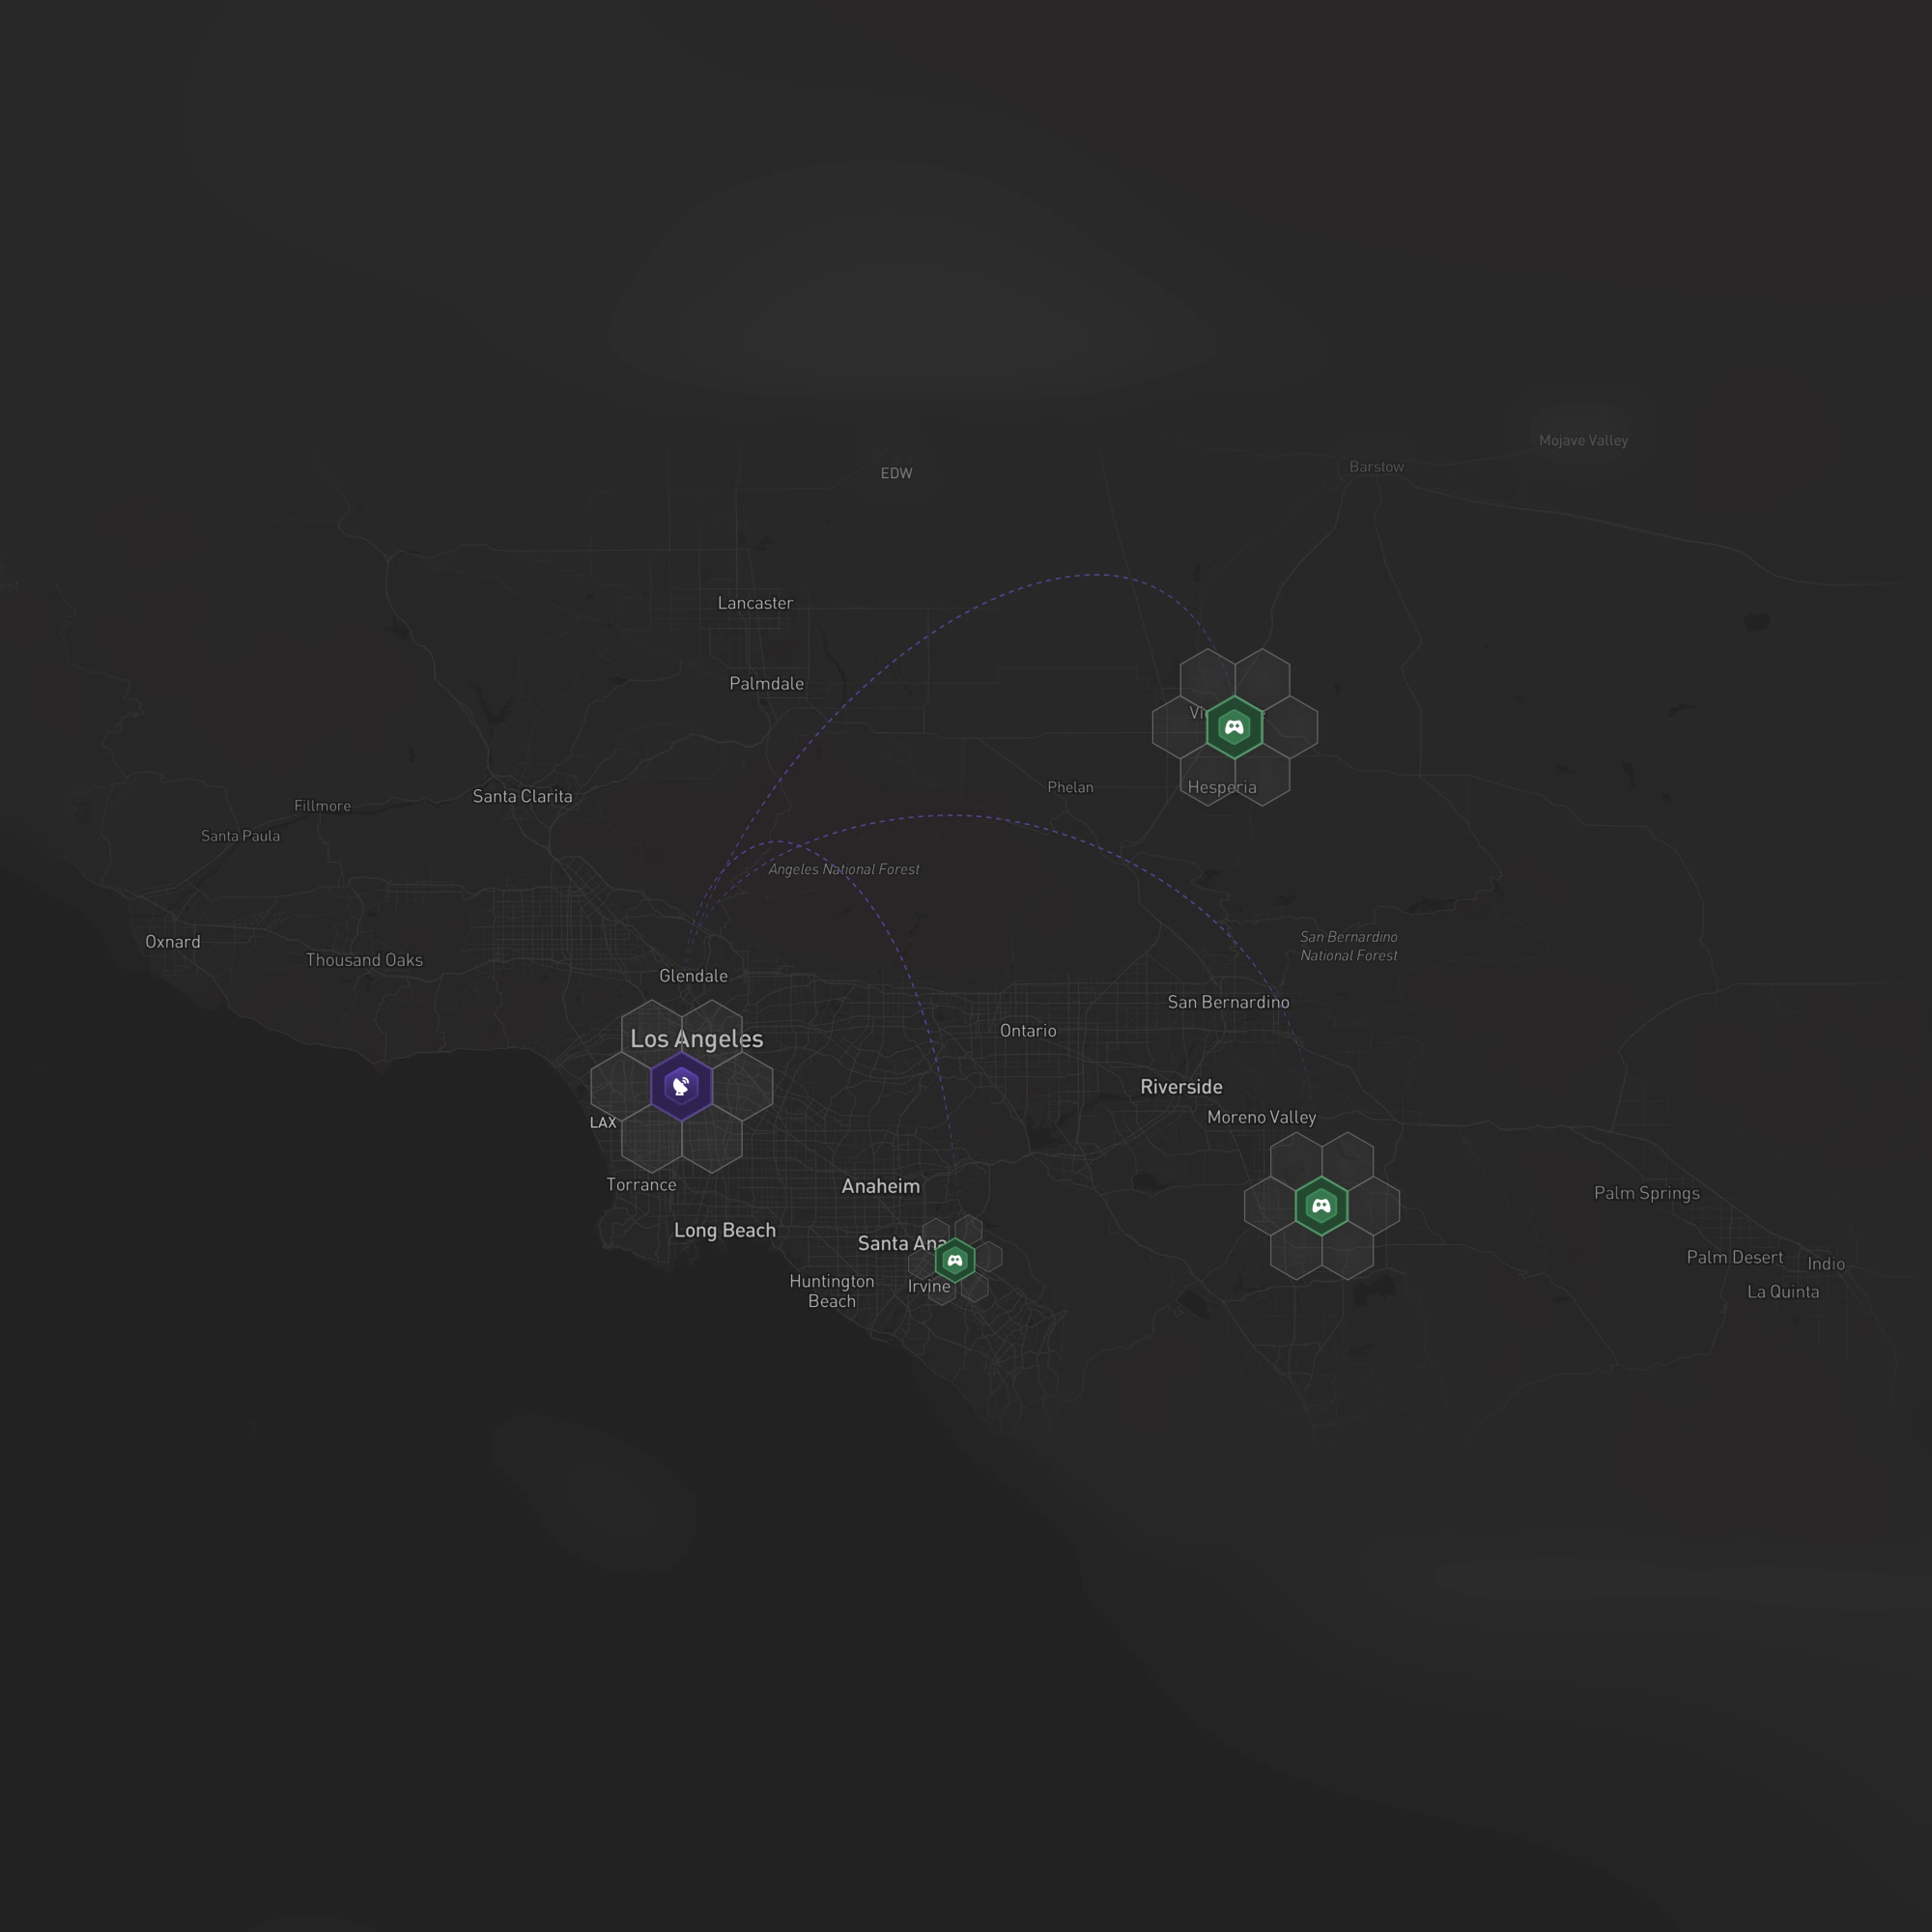 Mojave Valley
Barstow
EDW
Lancaster
Palmdale
Phelan
Hesperia
Santa Clarita
Fillmore
Santa Paula
Angeles National Forest
Oxnard
Thousand Oaks
Glendale
San Bernardino
National Forest
San Bernardino
Ontario
Los Angeles
Riverside
Moreno Valley
LAX
Torrance
Anaheim
Palm Springs
Long Beach
Santa Ana
Palm Desert
Indio
Huntington
Beach
Irvine
La Quinta